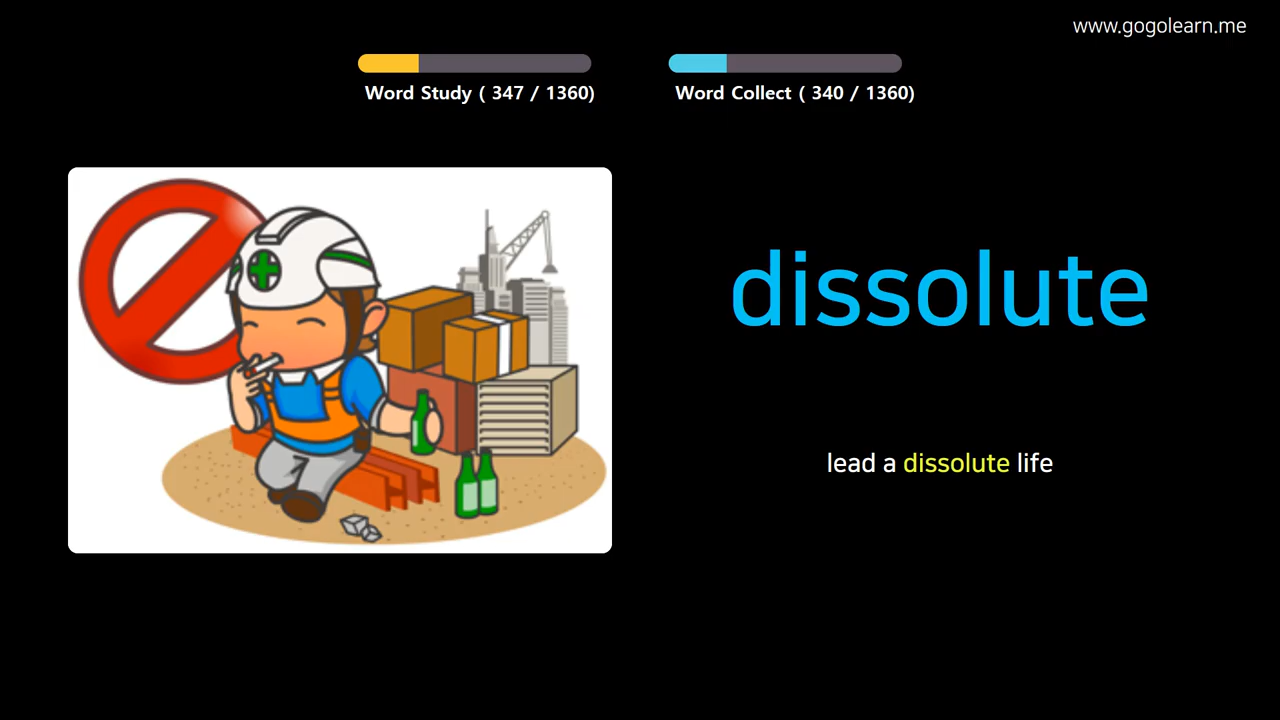 www.gogolearn.me
Word Study ( 347 / 1360)
Word Collect ( 340 / 1360)
dissolute
lead a dissolute life